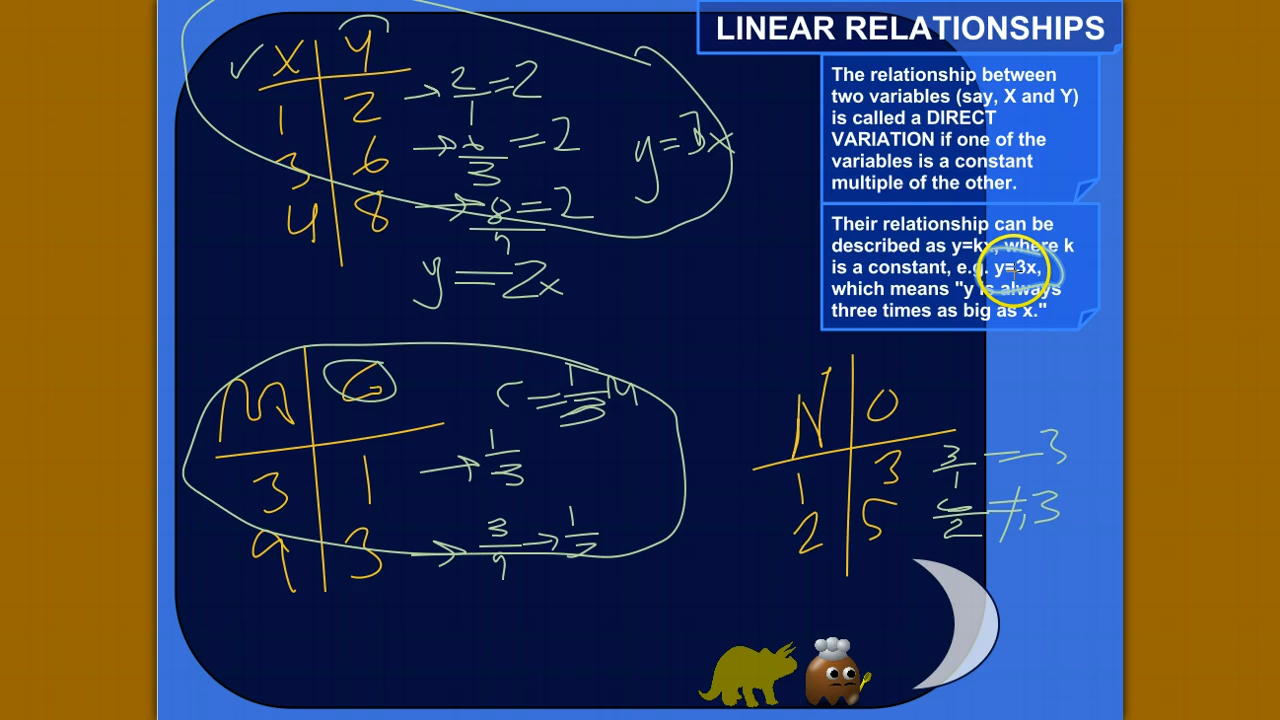 LINEAR RELATIONSHIPS
The relationship between
two variables (say, X and Y)
is called a DIRECT
VARIATION if one of the
variables is a constant
multiple of the other.
Their relationship can be
described as y=kx, where k
is a constant, e.g. y=3x,
which means "y is always
three times as big as x."
✓ X Y
1 2 → 2/1 = 2
3 6 → 6/3 = 2
4 8 → 8/4 = 2
y = 3x
y = 2x
M G
3 1 → 1/3
9 3 → 3/9 → 1/3
N O
1 3 3/1 = 3
2 5 5/2 ≠ 3